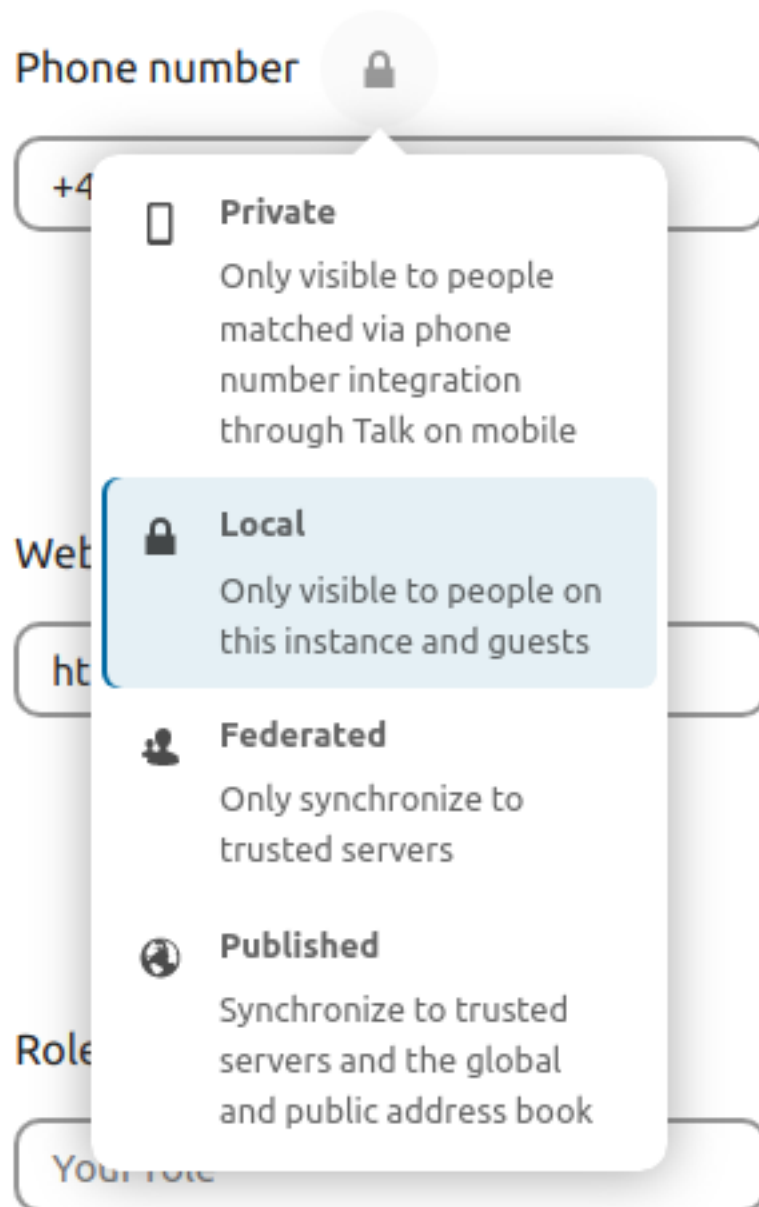 Phone number
+4
Private
Only visible to people
matched via phone
number integration
through Talk on mobile
Local
Only visible to people on
this instance and guests
Federated
Only synchronize to
trusted servers
Published
Synchronize to trusted
servers and the global
and public address book
Web
ht
Role
Your role